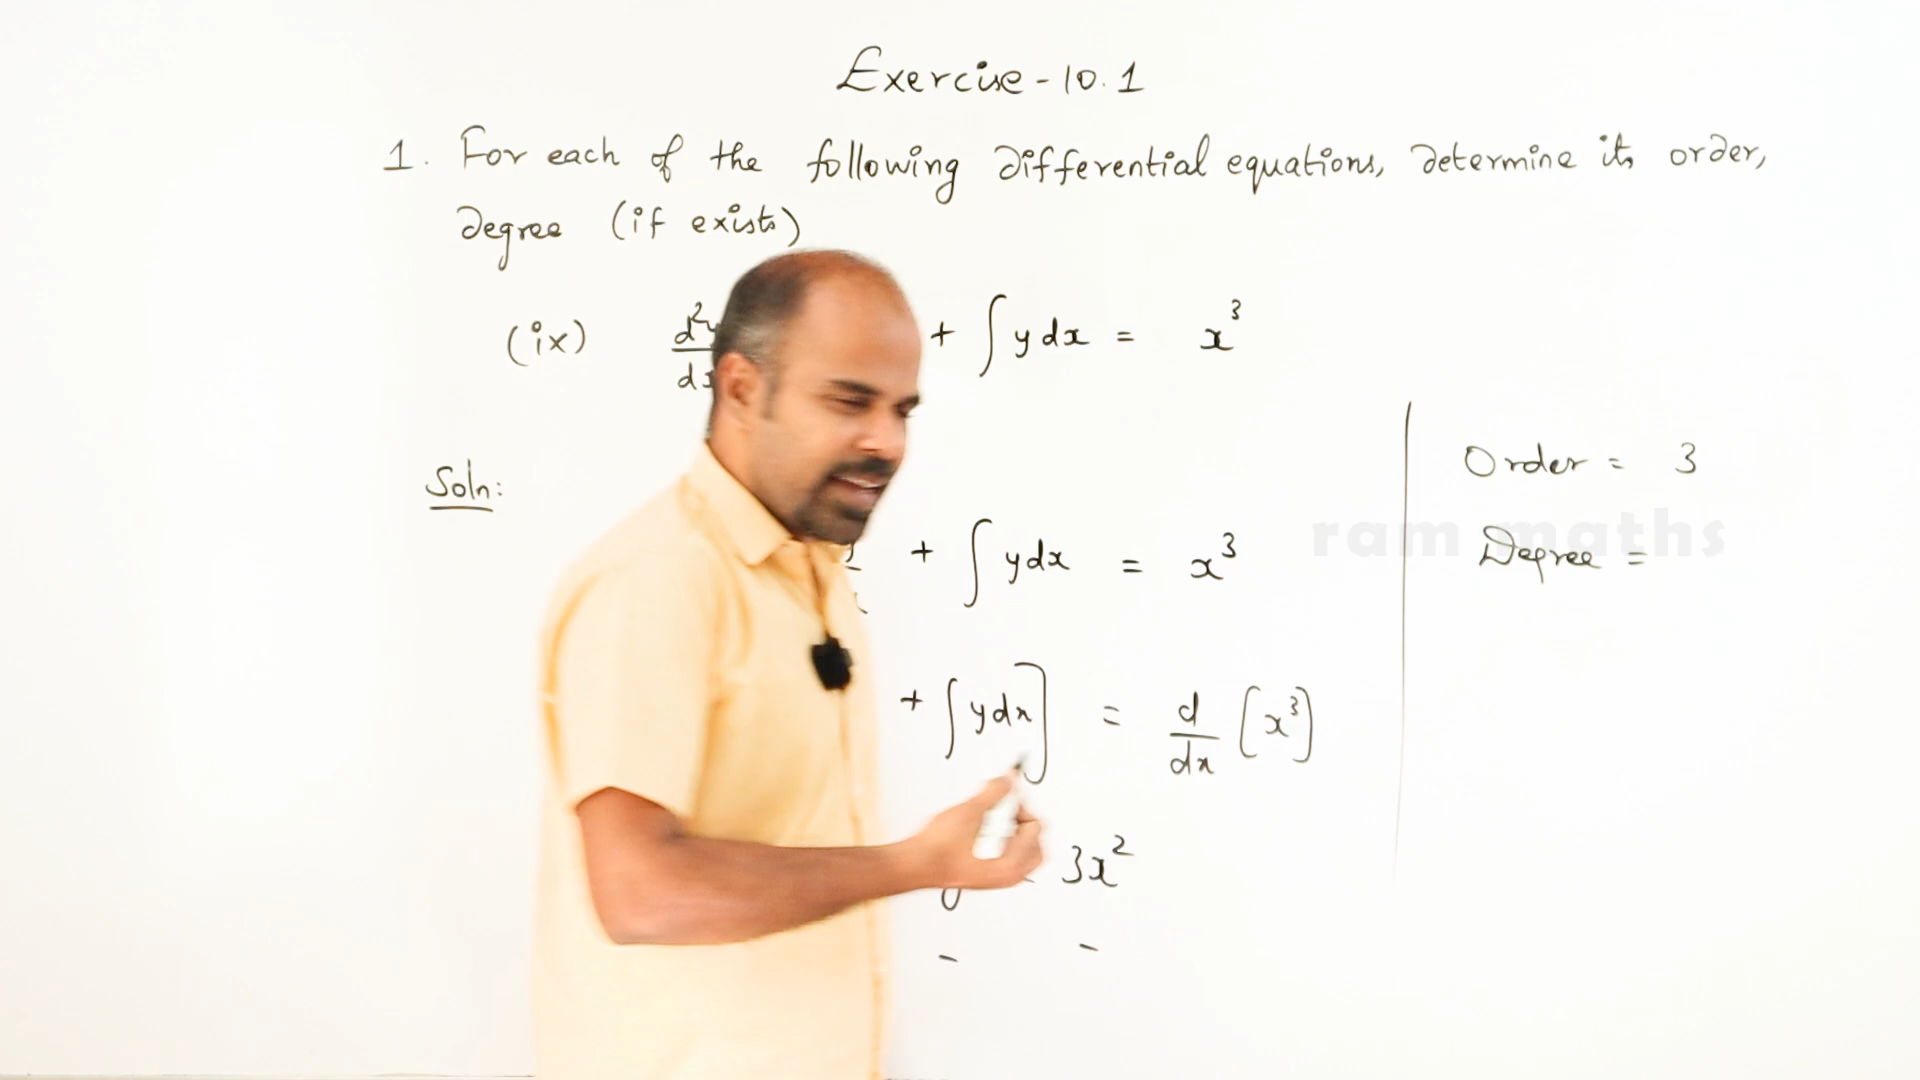 Exercise - 10.1
1. For each of the following differential equations, determine its order,
degree (if exists)
(ix) d²y + ∫ y dx = x³
Soln:
Order = 3
+ ∫ y dx = x³
ram maths
Degree =
+ ∫ y dx ] = d/dx [x³]
3x²
- -